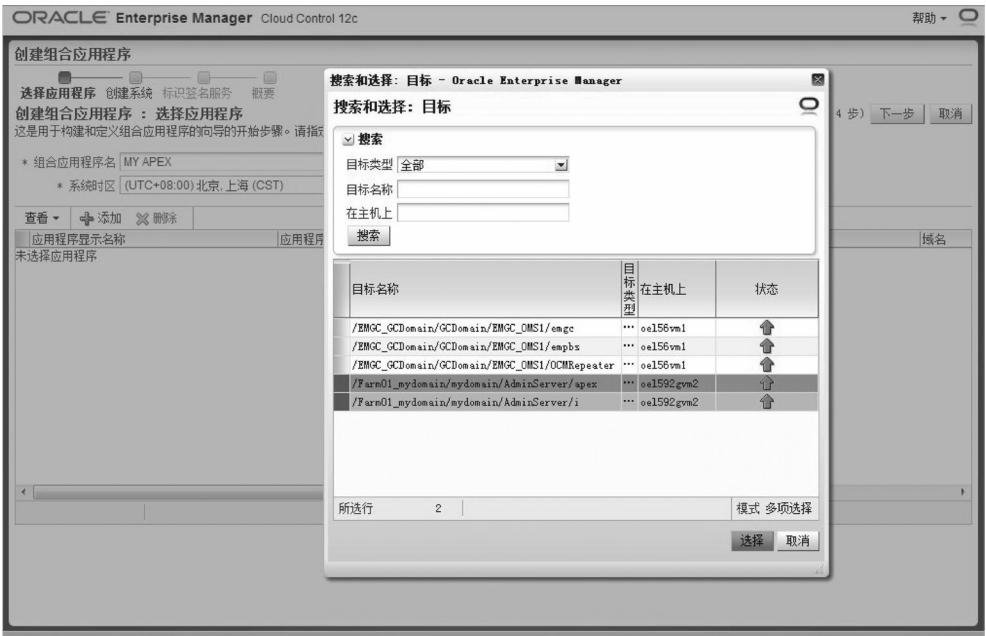 ORACLE Enterprise Manager Cloud Control 12c
帮助
创建组合应用程序
选择应用程序 创建系统 标识签名服务 概要
创建组合应用程序 : 选择应用程序
4 步) 下一步 取消
这是用于构建和定义组合应用程序的向导的开始步骤。请指定
* 组合应用程序名 MY APEX
* 系统时区 (UTC+08:00) 北京, 上海 (CST)
查看 添加 删除
应用程序显示名称 应用程序 域名
未选择应用程序
搜索和选择: 目标 - Oracle Enterprise Manager
搜索和选择: 目标
搜索
目标类型 全部
目标名称
在主机上
搜索
目标名称 目标类型 在主机上 状态
/EMGC_GCDomain/GCDomain/EMGC_OMS1/emgc ... oel56vm1
/EMGC_GCDomain/GCDomain/EMGC_OMS1/empbs ... oel56vm1
/EMGC_GCDomain/GCDomain/EMGC_OMS1/OCMRepeater ... oel56vm1
/Farm01_mydomain/mydomain/AdminServer/apex ... oel592gvm2
/Farm01_mydomain/mydomain/AdminServer/i ... oel592gvm2
所选行 2
模式 多项选择
选择 取消